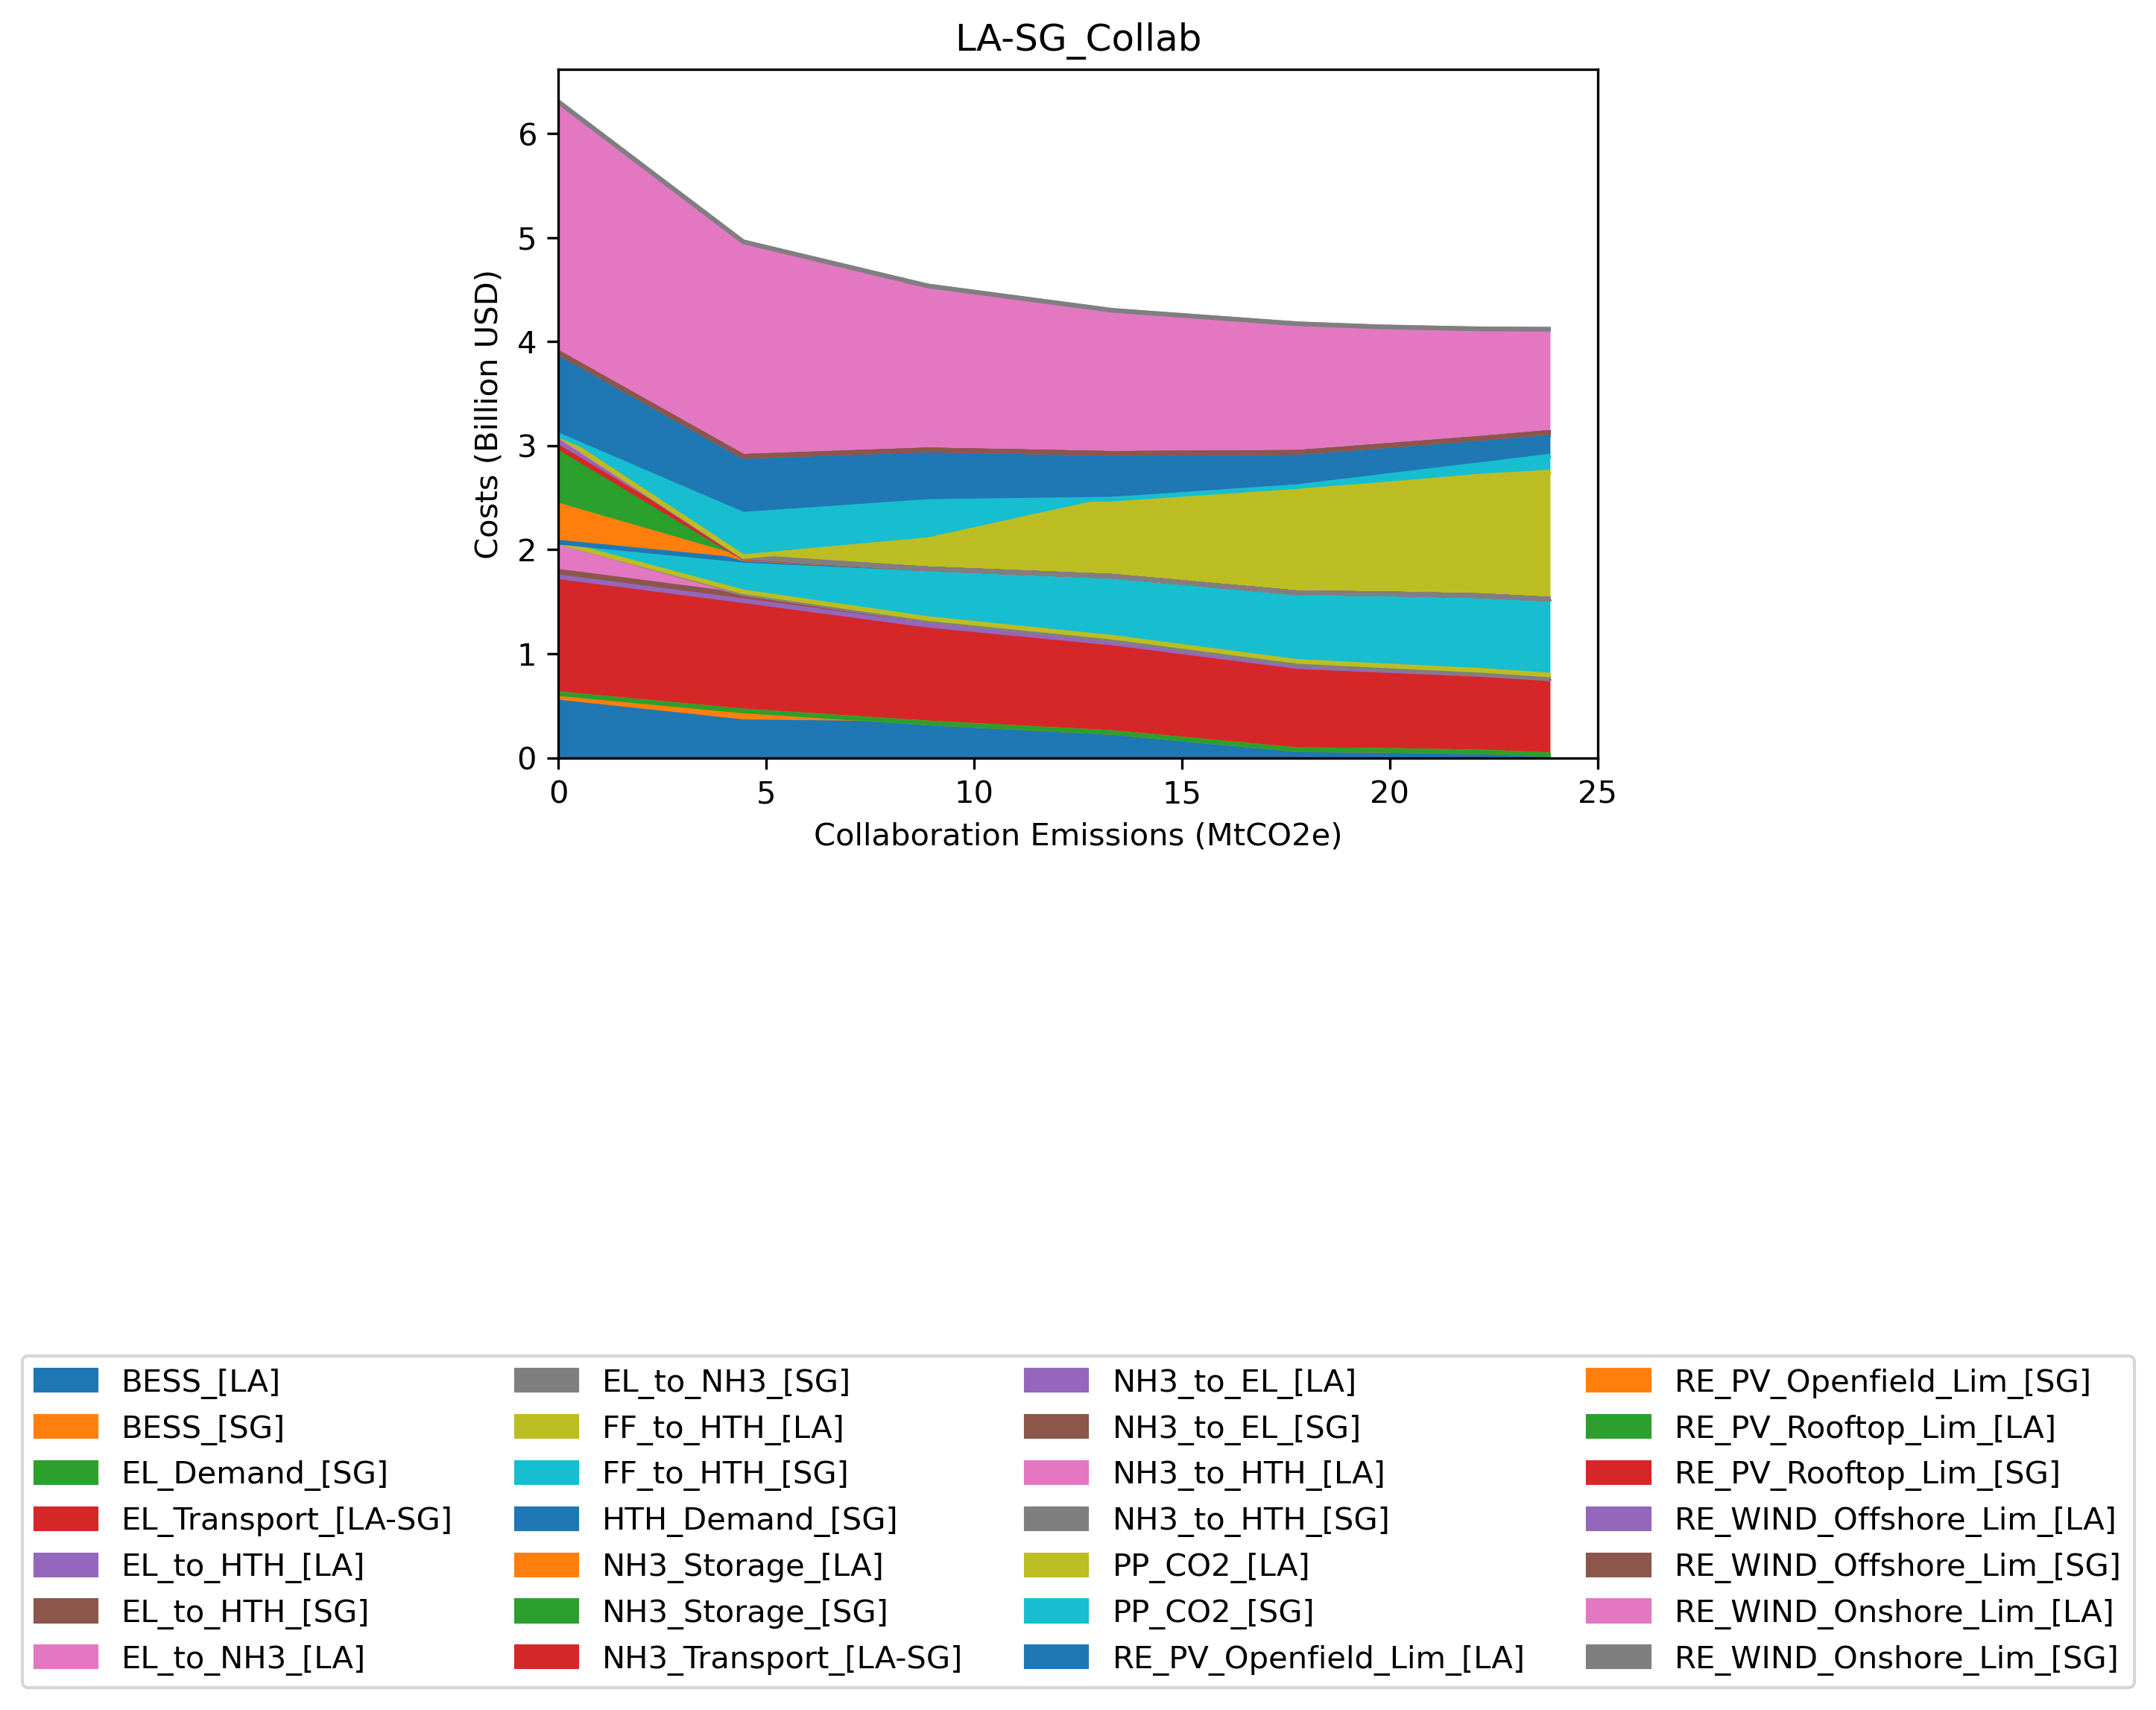 LA-SG_Collab
Costs (Billion USD)
6
5
4
3
2
1
0
0 5 10 15 20 25
Collaboration Emissions (MtCO2e)
BESS_[LA]
BESS_[SG]
EL_Demand_[SG]
EL_Transport_[LA-SG]
EL_to_HTH_[LA]
EL_to_HTH_[SG]
EL_to_NH3_[LA]
EL_to_NH3_[SG]
FF_to_HTH_[LA]
FF_to_HTH_[SG]
HTH_Demand_[SG]
NH3_Storage_[LA]
NH3_Storage_[SG]
NH3_Transport_[LA-SG]
NH3_to_EL_[LA]
NH3_to_EL_[SG]
NH3_to_HTH_[LA]
NH3_to_HTH_[SG]
PP_CO2_[LA]
PP_CO2_[SG]
RE_PV_Openfield_Lim_[LA]
RE_PV_Openfield_Lim_[SG]
RE_PV_Rooftop_Lim_[LA]
RE_PV_Rooftop_Lim_[SG]
RE_WIND_Offshore_Lim_[LA]
RE_WIND_Offshore_Lim_[SG]
RE_WIND_Onshore_Lim_[LA]
RE_WIND_Onshore_Lim_[SG]